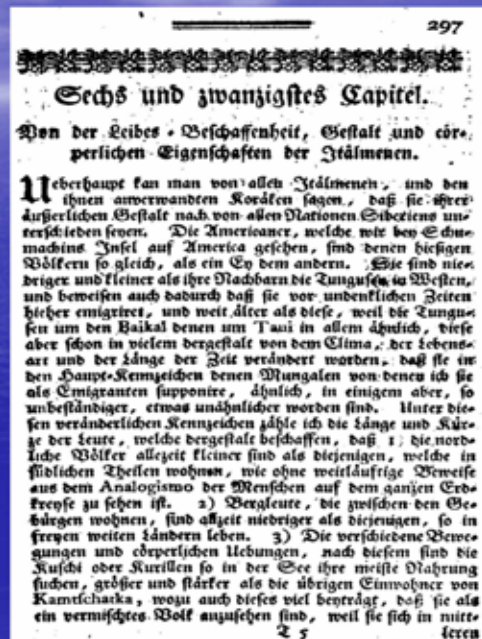 297
Sechs und zwanzigstes Capitel.
Von der Leibes-Beschaffenheit, Gestalt und cör-
perlichen Eigenschaften der Itälmenen.
Ueberhaupt kan man von allen Itälmenen, und den
ihnen anverwandten Koräken sagen, daß sie ihrer
äußerlichen Gestalt nach von allen Nationen Sibiriens un-
terschieden seyen. Die Americaner, welche wir bey Schu-
machins Insel auf America gesehen, sind denen hiesigen
Völkern so gleich, als ein Ey dem andern. Sie sind nie-
driger und kleiner als ihre Nachbarn die Tungusen in Westen,
und beweisen auch dadurch daß sie vor undenklichen Zeiten
hieher emigriret, und weit älter als diese, weil die Tungu-
sen um den Baikal denen um Taui in allem ähnlich, diese
aber schon in vielem dergestalt von dem Clima, der Lebens-
art und der Länge der Zeit verändert worden, daß sie in
den Haupt-Kennzeichen denen Mungalen von denen ich sie
als Emigranten supponire, ähnlich, in einigem aber, so
unbeständiger, etwas unähnlicher worden sind. Unter die-
sen veränderlichen Kennzeichen zähle ich die Länge und Kür-
ze der Leute, welche dergestalt beschaffen, daß 1) die nord-
liche Völker allezeit kleiner sind als diejenigen, welche in
südlichen Theilen wohnen, wie ohne weitläuftige Beweise
aus dem Analogismo der Menschen auf dem ganzen Erd-
kreyse zu sehen ist. 2) Bergleute, die zwischen den Ge-
bürgen wohnen, sind allzeit niedriger als diejenigen, so in
freyen weiten Ländern leben. 3) Die verschiedene Bewe-
gungen und cörperlichen Uebungen, nach diesem sind die
Kuschi oder Kurillen so in der See ihre meiste Nahrung
suchen, größer und stärker als die übrigen Einwohner von
Kamtschatka, wozu auch dieses viel beyträgt, daß sie als
ein vermischtes Volk anzusehen sind, weil sie sich in mitt-
T 5 leren